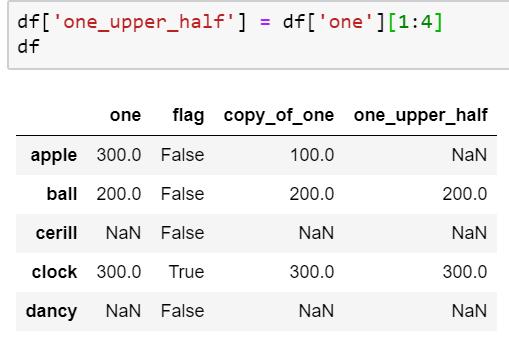 df['one_upper_half'] = df['one'][1:4]
df
one flag copy_of_one one_upper_half
apple 300.0 False 100.0 NaN
ball 200.0 False 200.0 200.0
cerill NaN False NaN NaN
clock 300.0 True 300.0 300.0
dancy NaN False NaN NaN